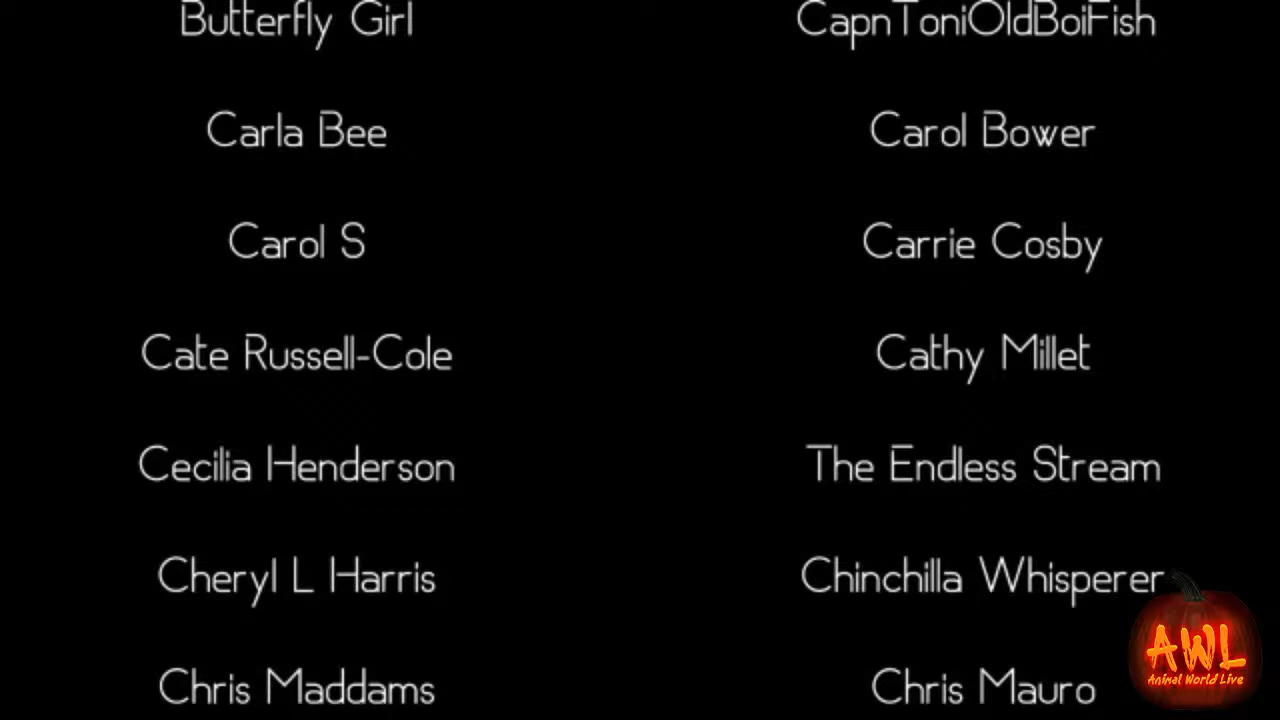 Butterfly Girl
CapnToniOldBoiFish
Carla Bee
Carol Bower
Carol S
Carrie Cosby
Cate Russell-Cole
Cathy Millet
Cecilia Henderson
The Endless Stream
Cheryl L Harris
Chinchilla Whisperer
Chris Maddams
Chris Mauro
AWL
Animal World Live